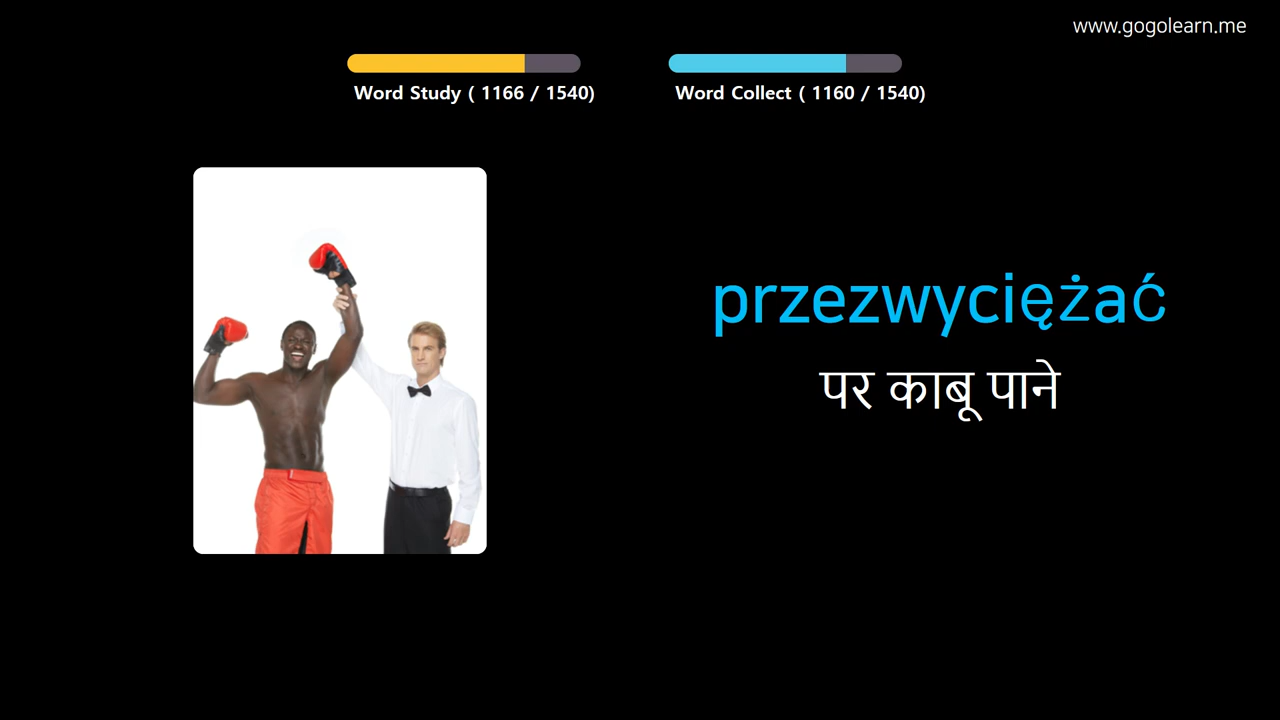 www.gogolearn.me
Word Study ( 1166 / 1540)
Word Collect ( 1160 / 1540)
przezwyciężać
पर काबू पाने